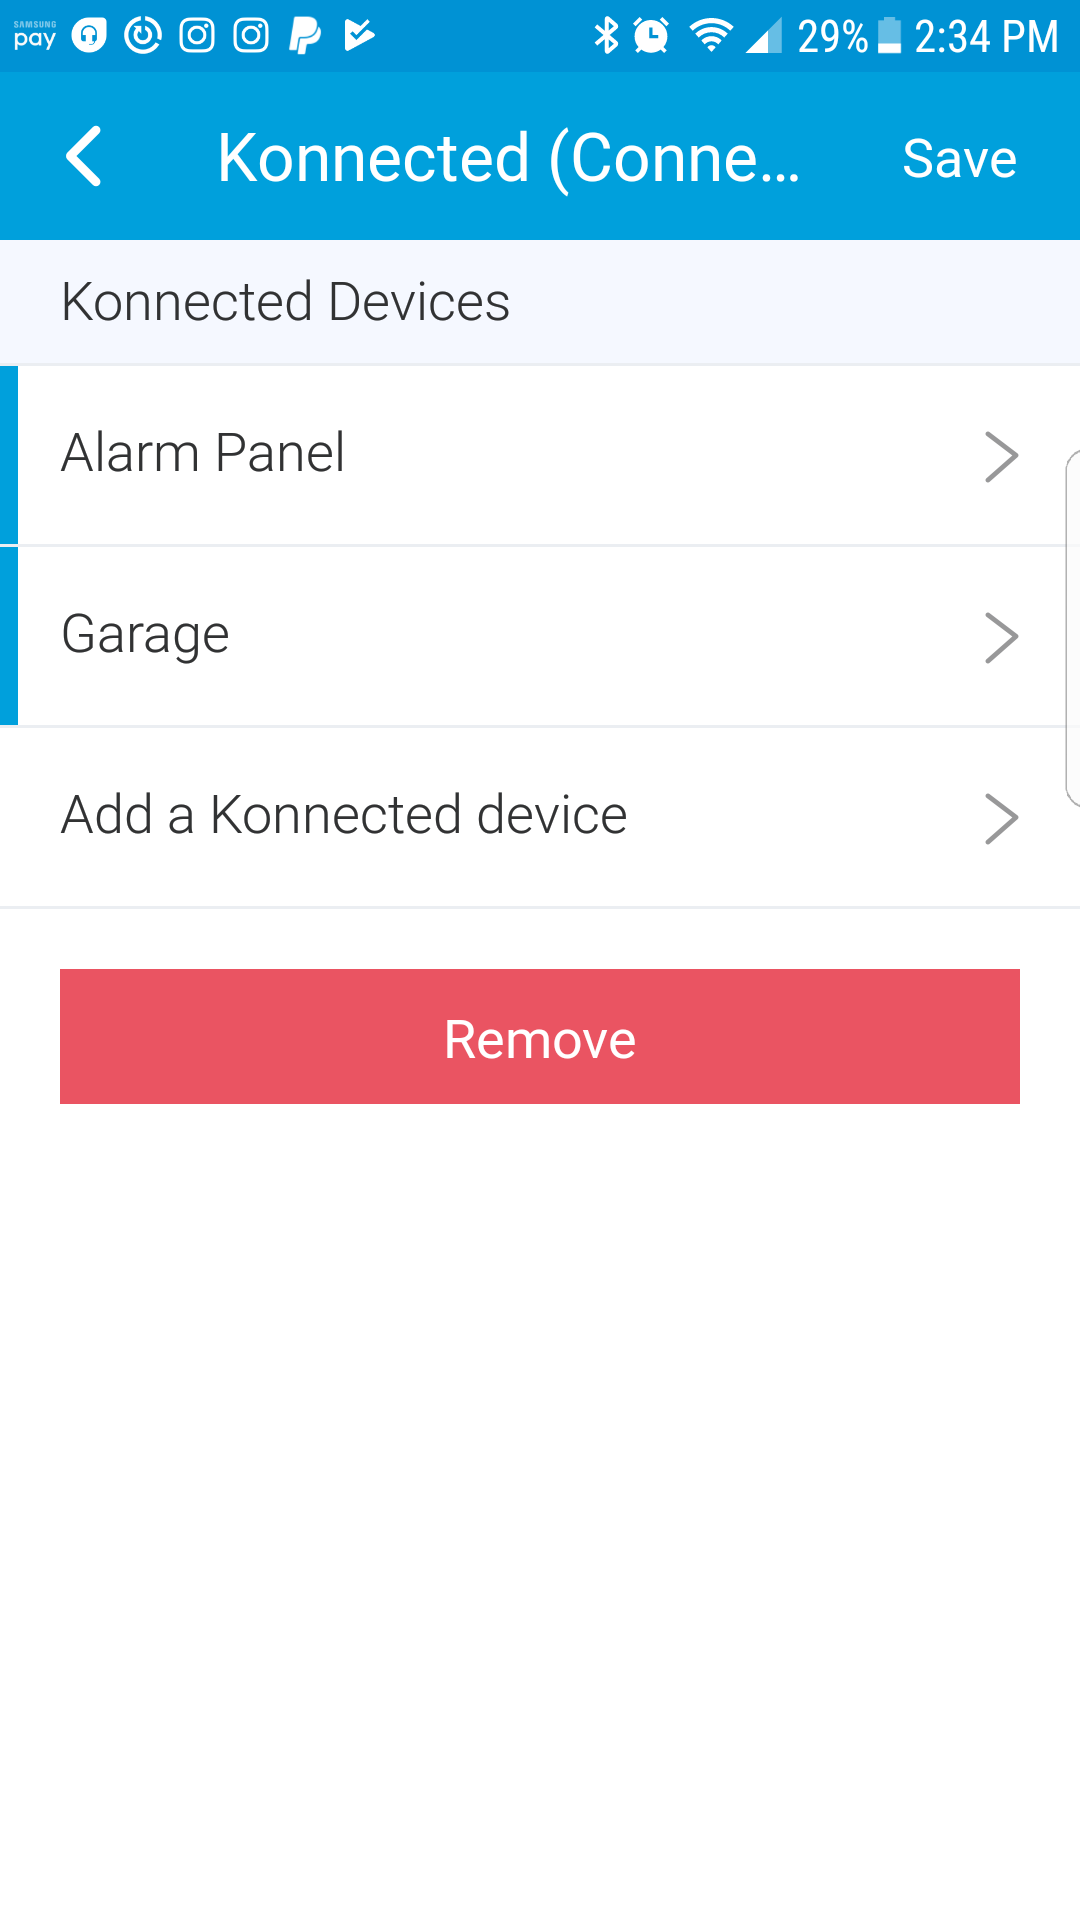 SAMSUNG
pay
29% 2:34 PM
Konnected (Conne... Save
Konnected Devices
Alarm Panel
Garage
Add a Konnected device
Remove